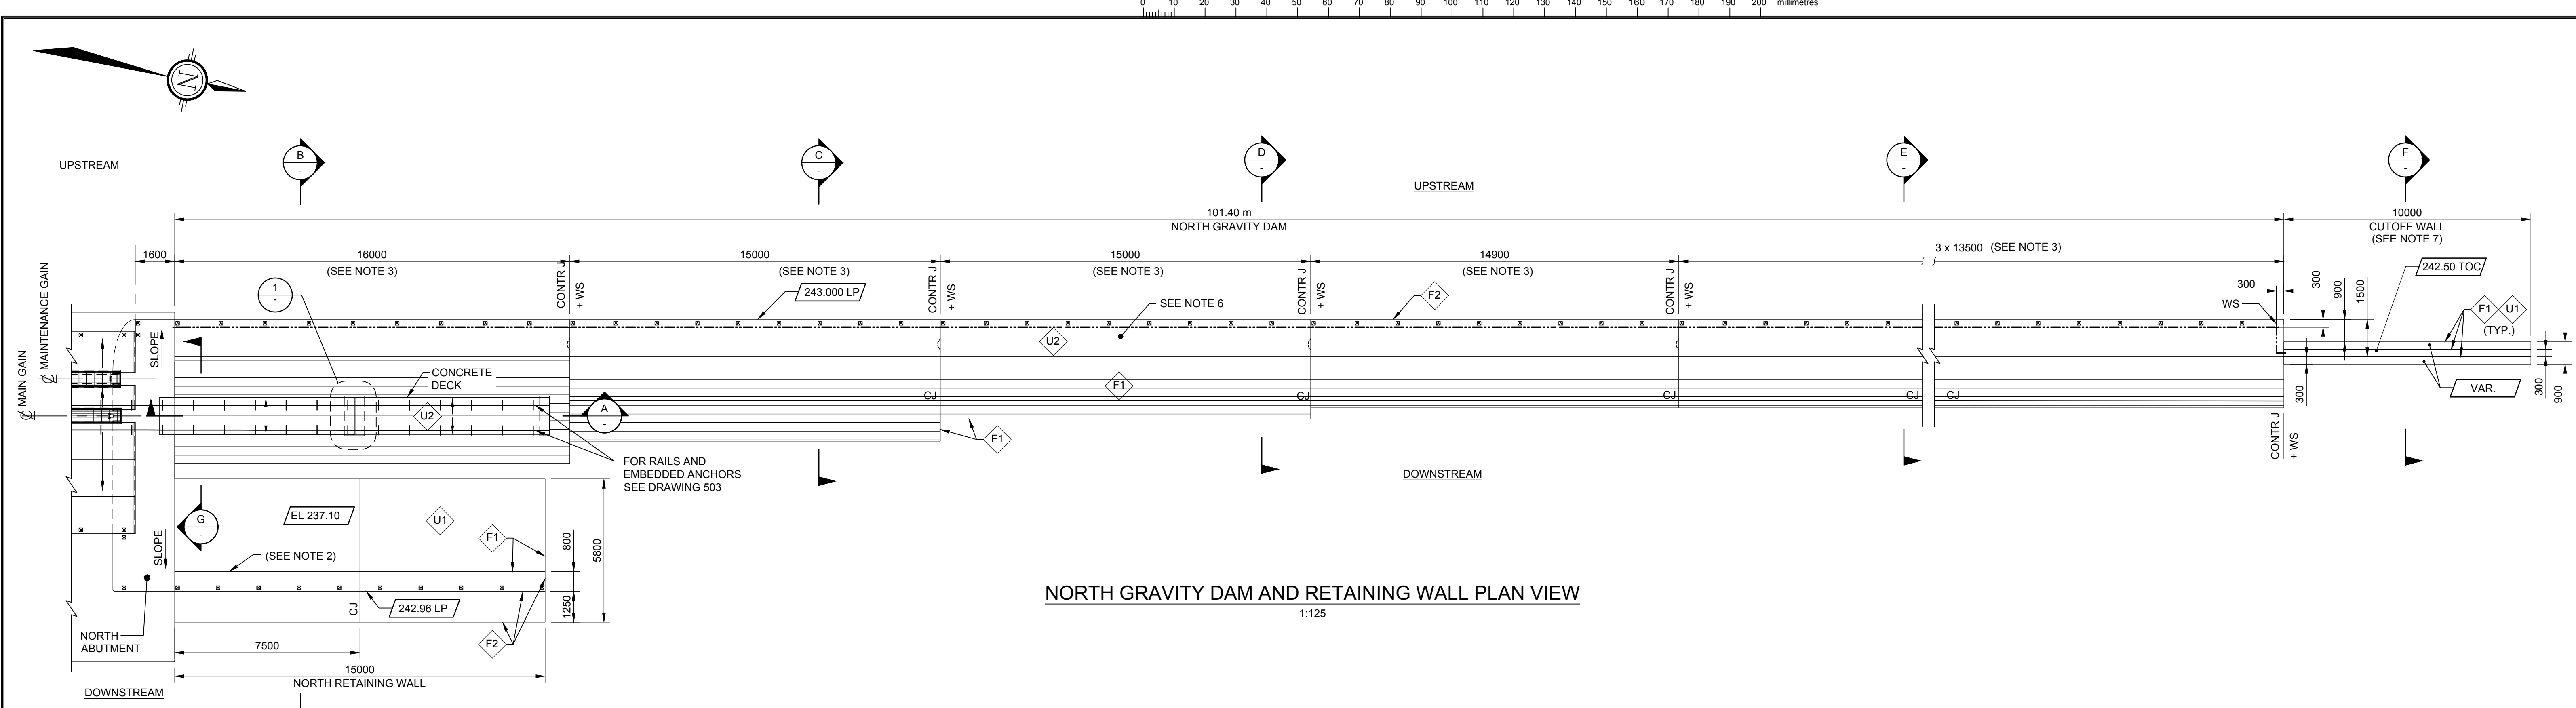 0 10 20 30 40 50 60 70 80 90 100 110 120 130 140 150 160 170 180 190 200 millimetres
N
B
-
C
-
D
-
E
-
F
-
UPSTREAM
UPSTREAM
101.40 m
NORTH GRAVITY DAM
10000
CUTOFF WALL
(SEE NOTE 7)
1600
16000
(SEE NOTE 3)
15000
(SEE NOTE 3)
15000
(SEE NOTE 3)
14900
(SEE NOTE 3)
3 x 13500 (SEE NOTE 3)
CONTR J
+ WS
CONTR J
+ WS
CONTR J
+ WS
CONTR J
+ WS
℄ MAIN GAIN
℄ MAINTENANCE GAIN
1
-
243.000 LP
SEE NOTE 6
F2
300
WS
300
900
1500
242.50 TOC
F1
U1
(TYP.)
SLOPE
U2
CONCRETE
DECK
F1
VAR.
300
300
900
CJ
CJ
CJ
CJ
CJ
U2
A
-
F1
CONTR J
+ WS
FOR RAILS AND
EMBEDDED ANCHORS
SEE DRAWING 503
DOWNSTREAM
G
-
EL 237.10
U1
F1
800
5800
SLOPE
(SEE NOTE 2)
242.96 LP
CJ
1250
F2
NORTH
ABUTMENT
7500
15000
NORTH RETAINING WALL
DOWNSTREAM
NORTH GRAVITY DAM AND RETAINING WALL PLAN VIEW
1:125